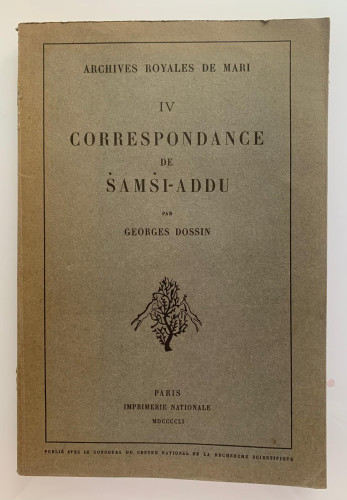 ARCHIVES ROYALES DE MARI
IV
CORRESPONDANCE
DE
ṠAMṠI-ADDU
PAR
GEORGES DOSSIN
PARIS
IMPRIMERIE NATIONALE
MDCCCCLI
PUBLIÉ AVEC LE CONCOURS DU CENTRE NATIONAL DE LA RECHERCHE SCIENTIFIQUE